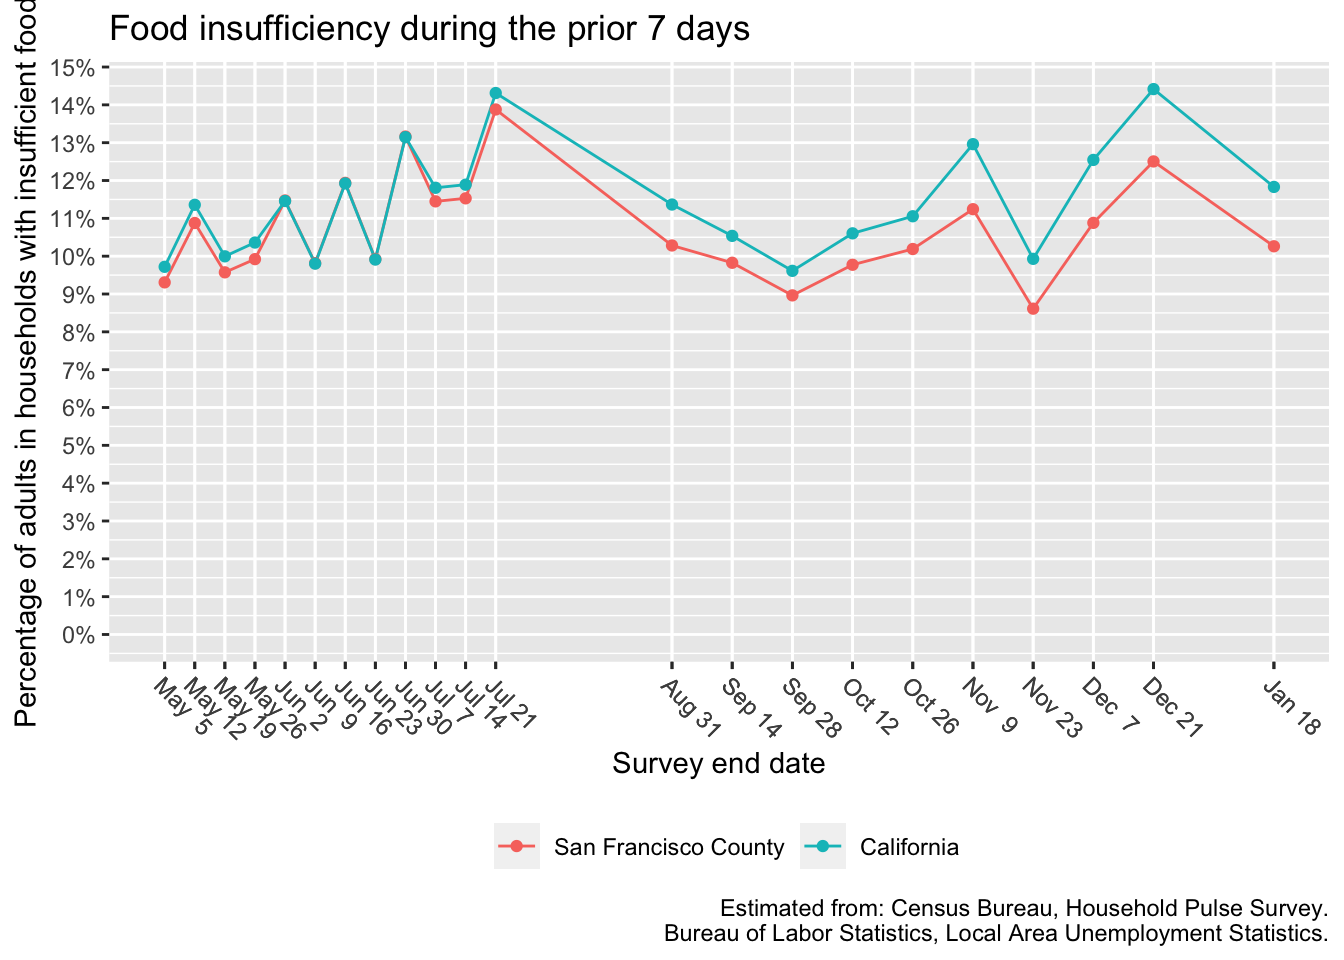 Food insufficiency during the prior 7 days
Percentage of adults in households with insufficient food
15%
14%
13%
12%
11%
10%
9%
8%
7%
6%
5%
4%
3%
2%
1%
0%
May 5
May 12
May 19
May 26
Jun 2
Jun 9
Jun 16
Jun 23
Jun 30
Jul 7
Jul 14
Jul 21
Aug 31
Sep 14
Sep 28
Oct 12
Oct 26
Nov 9
Nov 23
Dec 7
Dec 21
Jan 18
Survey end date
San Francisco County
California
Estimated from: Census Bureau, Household Pulse Survey.
Bureau of Labor Statistics, Local Area Unemployment Statistics.